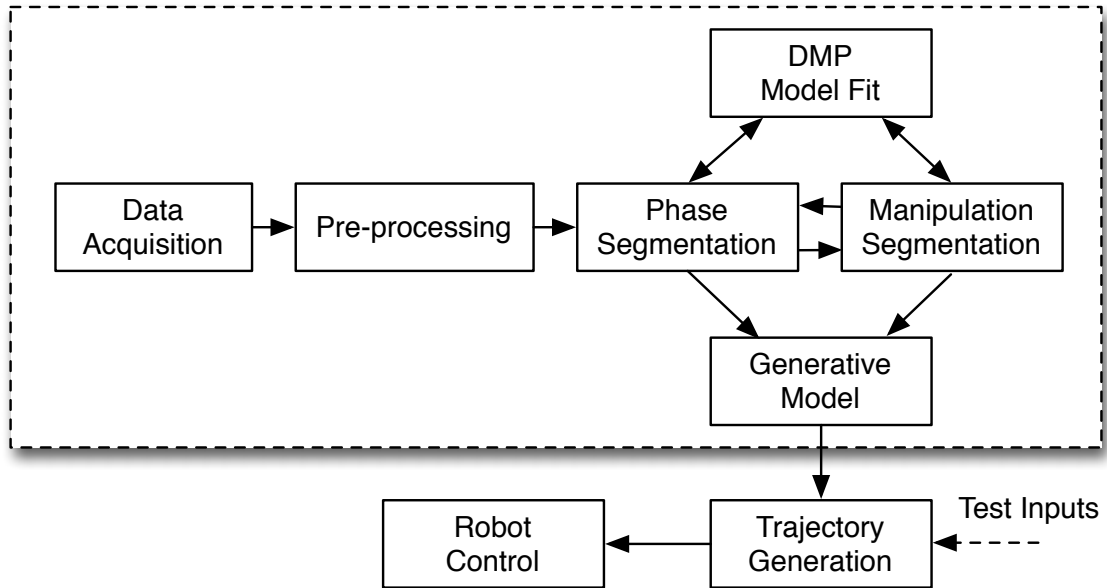 DMP
Model Fit
Data
Acquisition
Pre-processing
Phase
Segmentation
Manipulation
Segmentation
Generative
Model
Robot
Control
Trajectory
Generation
Test Inputs